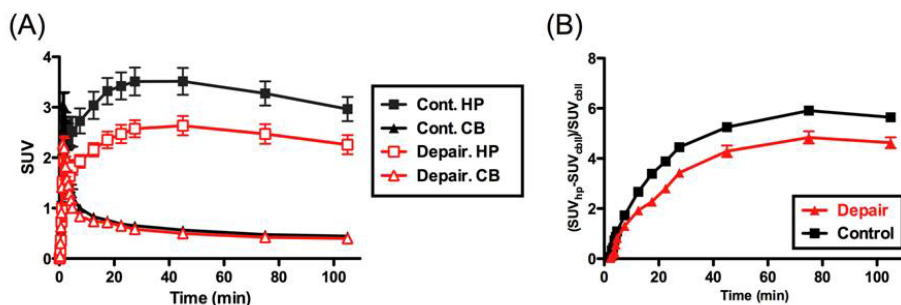 (A)
SUV
4
3
2
1
0
0 20 40 60 80 100
Time (min)
Cont. HP
Cont. CB
Depair. HP
Depair. CB
(B)
(SUVhp-SUVcbll)/SUVcbll
8
6
4
2
0
0 20 40 60 80 100
Time (min)
Depair
Control